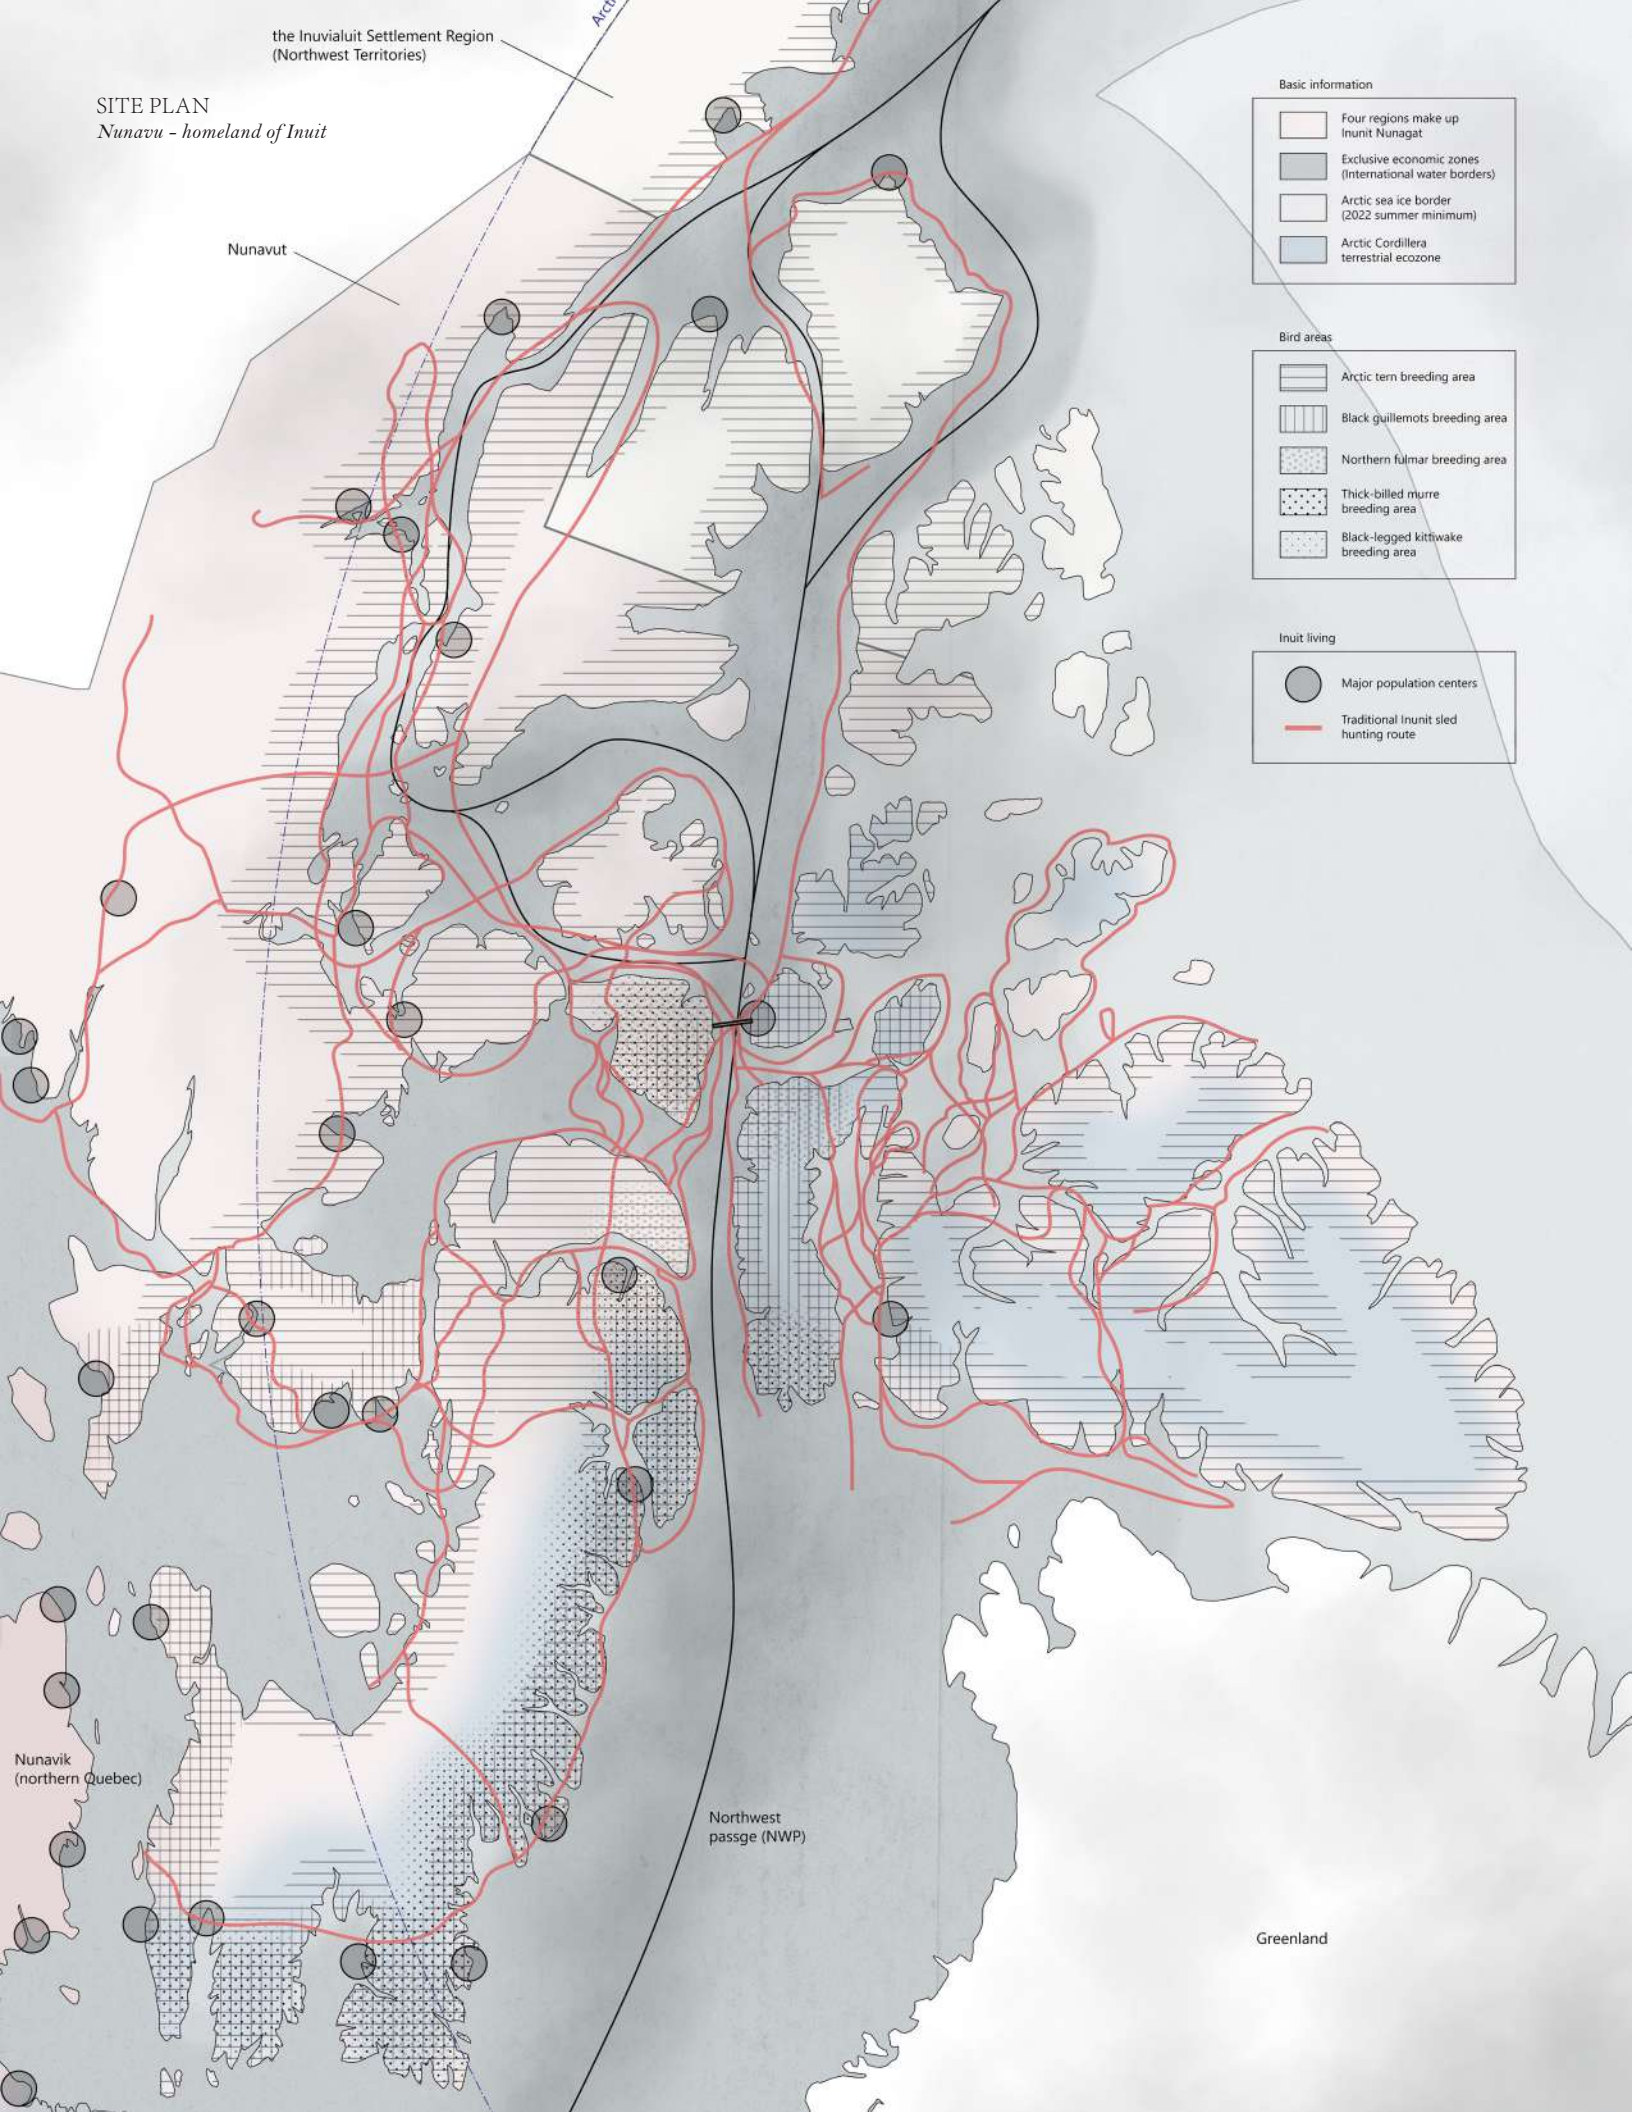 Arct
the Inuvialuit Settlement Region
(Northwest Territories)
SITE PLAN
Nunavu - homeland of Inuit
Nunavut
Basic information
Four regions make up
Inunit Nunagat
Exclusive economic zones
(International water borders)
Arctic sea ice border
(2022 summer minimum)
Arctic Cordillera
terrestrial ecozone
Bird areas
Arctic tern breeding area
Black guillemots breeding area
Northern fulmar breeding area
Thick-billed murre
breeding area
Black-legged kittiwake
breeding area
Inuit living
Major population centers
Traditional Inunit sled
hunting route
Nunavik
(northern Quebec)
Northwest
passge (NWP)
Greenland